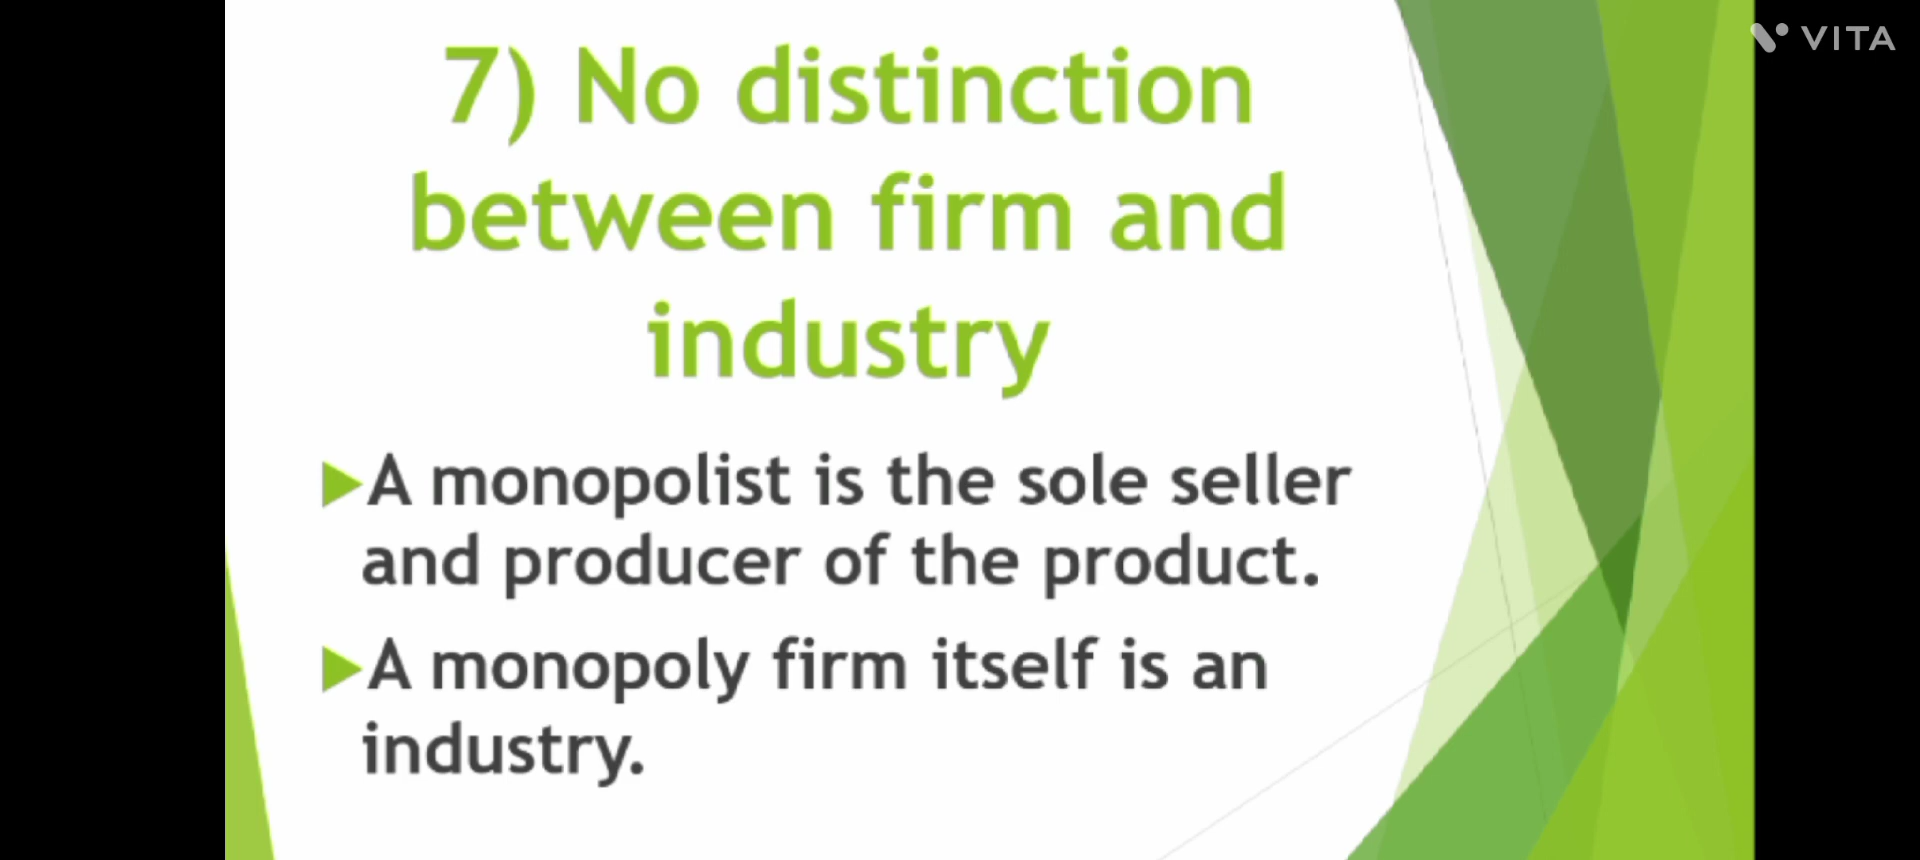 VITA
7) No distinction
between firm and
industry
A monopolist is the sole seller
and producer of the product.
A monopoly firm itself is an
industry.